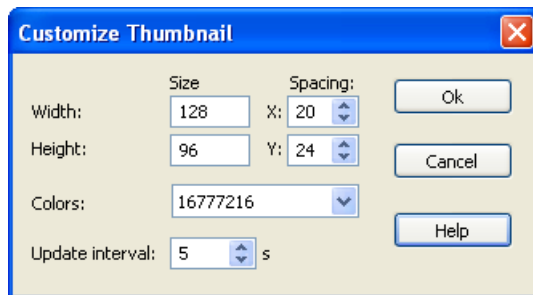 Customize Thumbnail
Size Spacing:
Width: 128 X: 20 Ok
Height: 96 Y: 24 Cancel
Colors: 16777216
Help
Update interval: 5 s